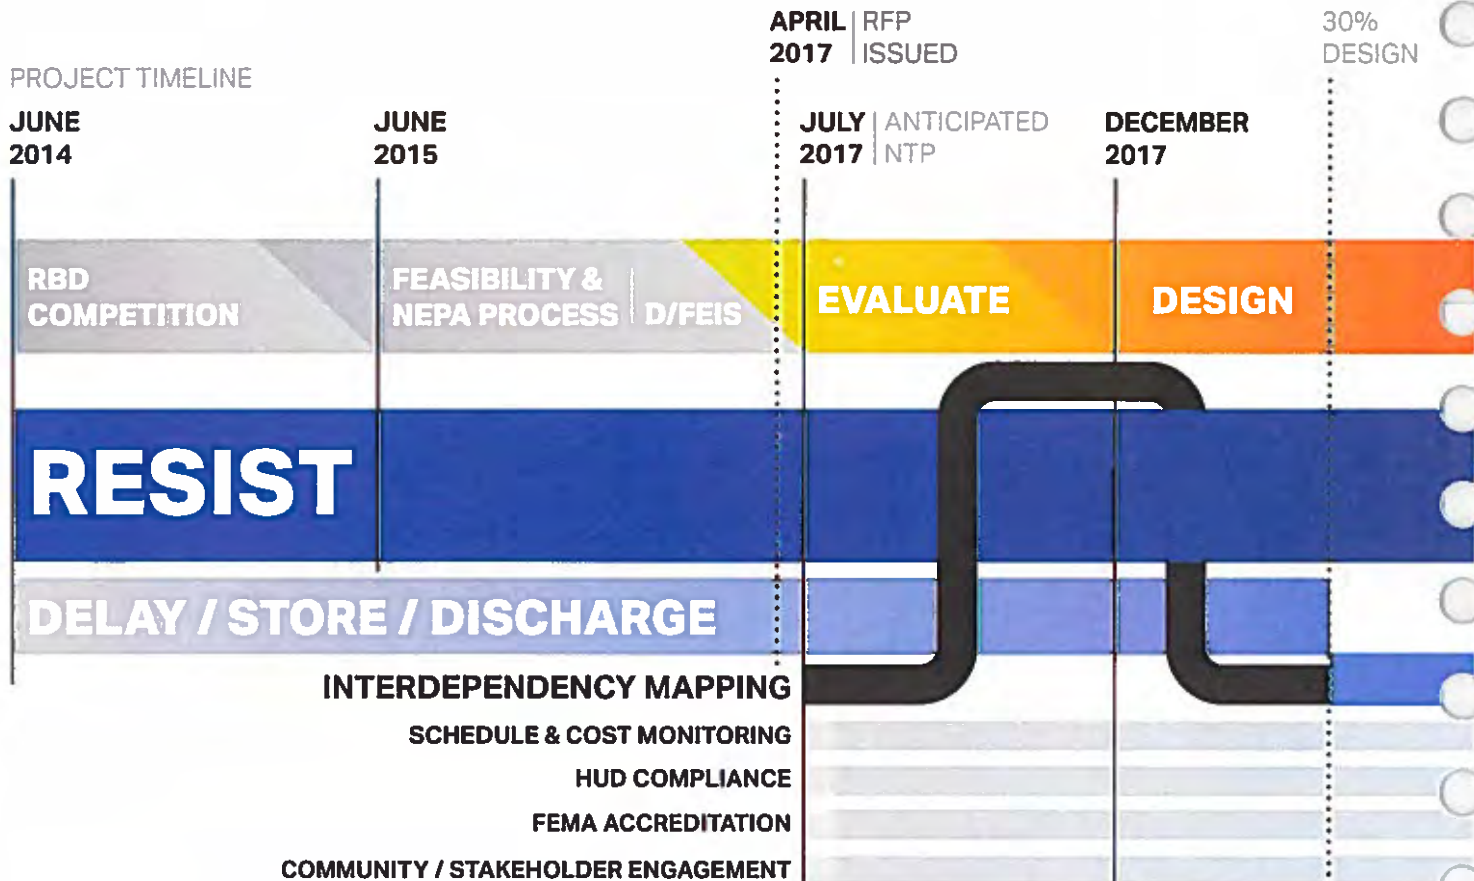 APRIL RFP
2017 ISSUED
30%
DESIGN
PROJECT TIMELINE
JUNE
2014
JUNE
2015
JULY ANTICIPATED
2017 NTP
DECEMBER
2017
RBD
COMPETITION
FEASIBILITY &
NEPA PROCESS D/FEIS
EVALUATE
DESIGN
RESIST
DELAY / STORE / DISCHARGE
INTERDEPENDENCY MAPPING
SCHEDULE & COST MONITORING
HUD COMPLIANCE
FEMA ACCREDITATION
COMMUNITY / STAKEHOLDER ENGAGEMENT